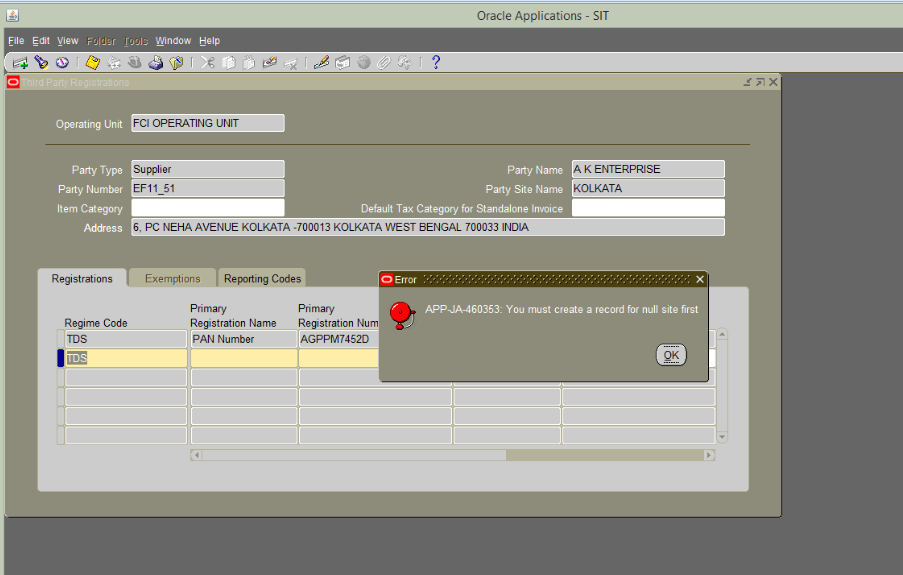 Oracle Applications - SIT
File Edit View Folder Tools Window Help
Third Party Registrations
Operating Unit FCI OPERATING UNIT
Party Type Supplier Party Name A K ENTERPRISE
Party Number EF11_51 Party Site Name KOLKATA
Item Category Default Tax Category for Standalone Invoice
Address 6, PC NEHA AVENUE KOLKATA -700013 KOLKATA WEST BENGAL 700033 INDIA
Registrations Exemptions Reporting Codes
Error
APP-JA-460353: You must create a record for null site first
OK
Primary Primary
Regime Code Registration Name Registration Num
TDS PAN Number AGPPM7452D
TDS